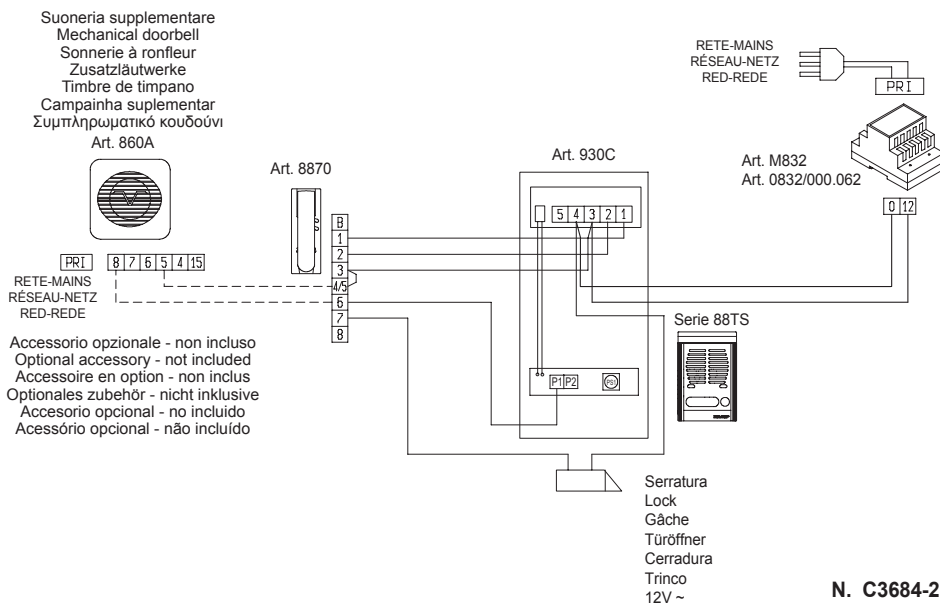 Suoneria supplementare
Mechanical doorbell
Sonnerie à ronfleur
Zusatzläutwerke
Timbre de timpano
Campainha suplementar
Συμπληρωματικό κουδούνι
Art. 860A
PRI
8 7 6 5 4 15
RETE-MAINS
RÉSEAU-NETZ
RED-REDE
Accessorio opzionale - non incluso
Optional accessory - not included
Accessoire en option - non inclus
Optionales zubehör - nicht inklusive
Accesorio opcional - no incluido
Acessório opcional - não incluído
Art. 8870
B
1
2
3
4/5
6
7
8
Art. 930C
5 4 3 2 1
P1 P2
PS1
RETE-MAINS
RÉSEAU-NETZ
RED-REDE
PRI
Art. M832
Art. 0832/000.062
0 12
Serie 88TS
Serratura
Lock
Gâche
Türöffner
Cerradura
Trinco
12V ~
N. C3684-2